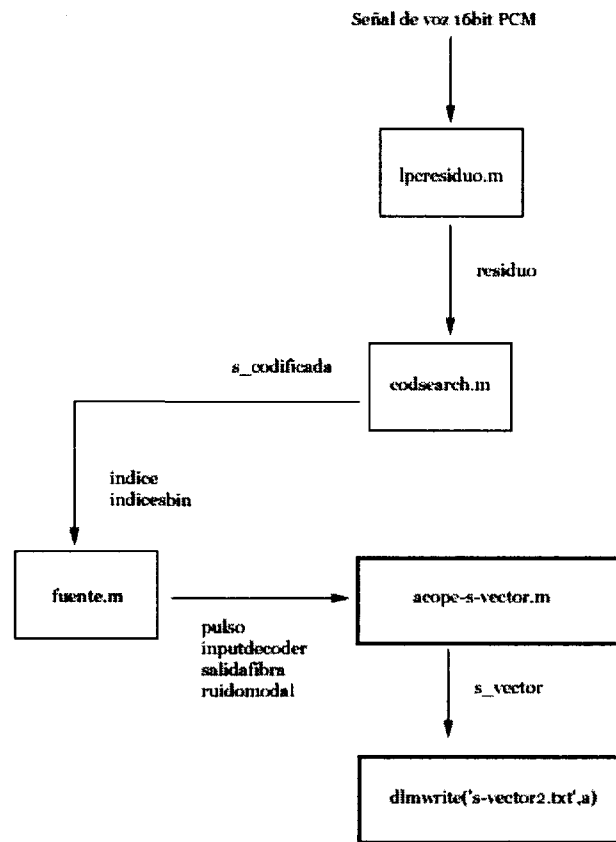 Señal de voz 16bit PCM
lpcresiduo.m
residuo
s_codificada
codsearch.m
indice
indicesbin
fuente.m
acope-s-vector.m
pulso
inputdecoder
salidafibra
ruidomodal
s_vector
dlmwrite('s-vector2.txt',a)